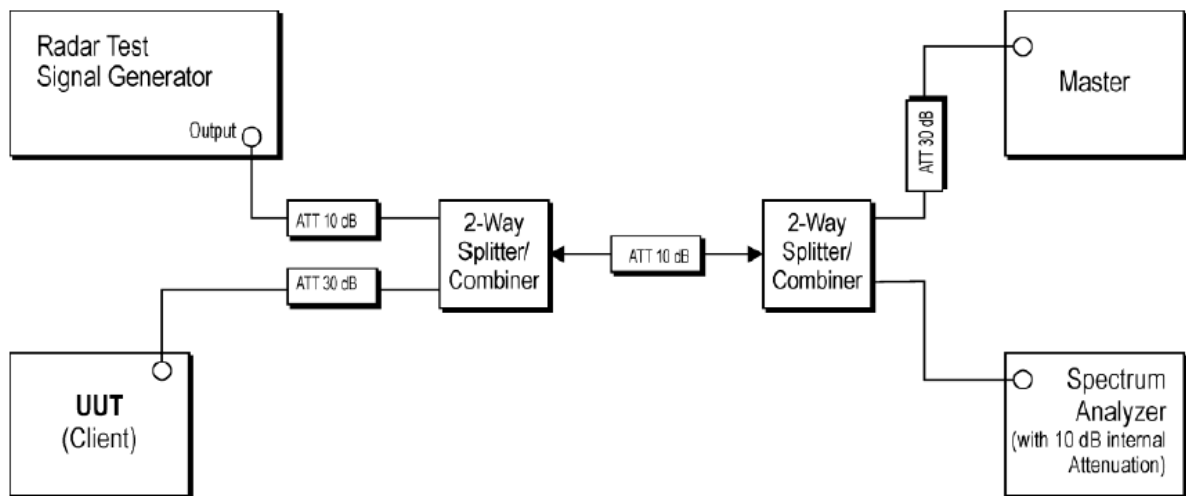 Radar Test
Signal Generator
Output
ATT 10 dB
ATT 30 dB
UUT
(Client)
2-Way
Splitter/
Combiner
ATT 10 dB
2-Way
Splitter/
Combiner
ATT 30 dB
Master
Spectrum
Analyzer
(with 10 dB internal
Attenuation)